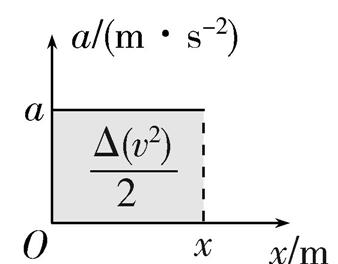 a/(m · s⁻²)
a
Δ(v²)
2
O
x
x/m